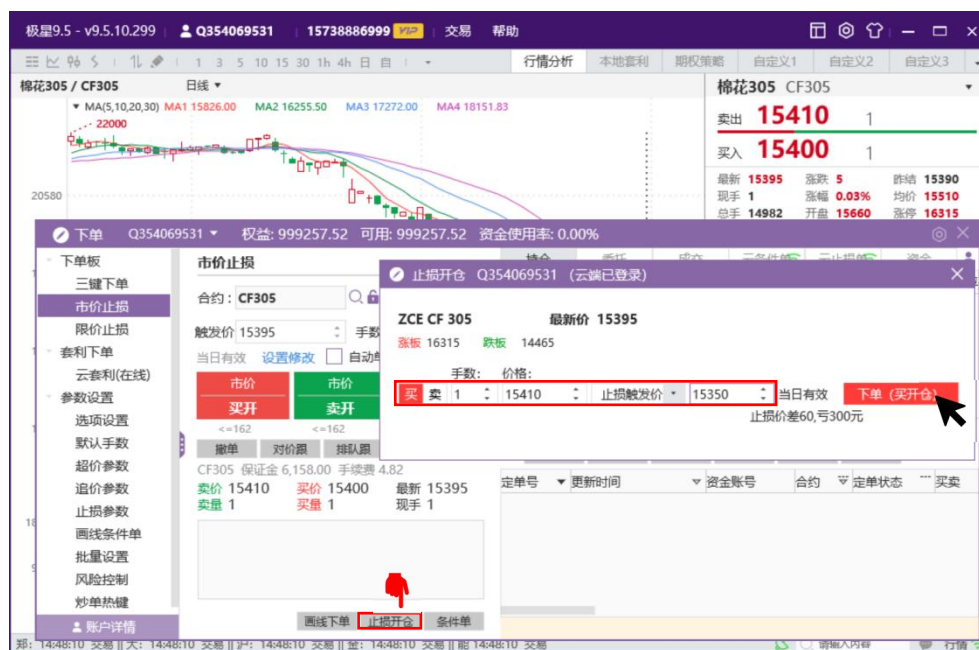 极星9.5 - v9.5.10.299 Q354069531 15738886999 VIP 交易 帮助
1 3 5 10 15 30 1h 4h 日 自 行情分析 本地套利 期权策略 自定义1 自定义2 自定义3
棉花305 / CF305 日线 棉花305 CF305
MA(5,10,20,30) MA1 15826.00 MA2 16255.50 MA3 17272.00 MA4 18151.83
22000
卖出 15410 1
买入 15400 1
最新 15395 涨跌 5 昨结 15390
20580 现手 1 涨幅 0.03% 均价 15510
总手 14982 开盘 15660 涨停 16315
下单 Q354069531 权益: 999257.52 可用: 999257.52 资金使用率: 0.00%
下单板
三键下单
市价止损
限价止损
套利下单
云套利(在线)
参数设置
选项设置
默认手数
超价参数
追价参数
止损参数
画线条件单
批量设置
风险控制
炒单热键
账户详情
市价止损
合约: CF305
触发价 15395 手数
当日有效 设置修改 自动
市价 市价
买开 卖开
<=162 <=162
撤单 对价跟 排队跟
CF305 保证金 6,158.00 手续费 4.82
卖价 15410 买价 15400 最新 15395
卖量 1 买量 1 现手 1
画线下单 止损开仓 条件单
止损开仓 Q354069531 (云端已登录)
ZCE CF 305 最新价 15395
涨板 16315 跌板 14465
手数: 价格:
买 卖 1 15410 止损触发价 15350 当日有效 下单 (买开仓)
止损价差60,亏300元
定单号 更新时间 资金账号 合约 定单状态 买卖
郑: 14:48:10 交易 || 大: 14:48:10 交易 || 沪: 14:48:10 交易 || 金: 14:48:10 交易 || 能 14:48:10 交易 请输入内容 行情